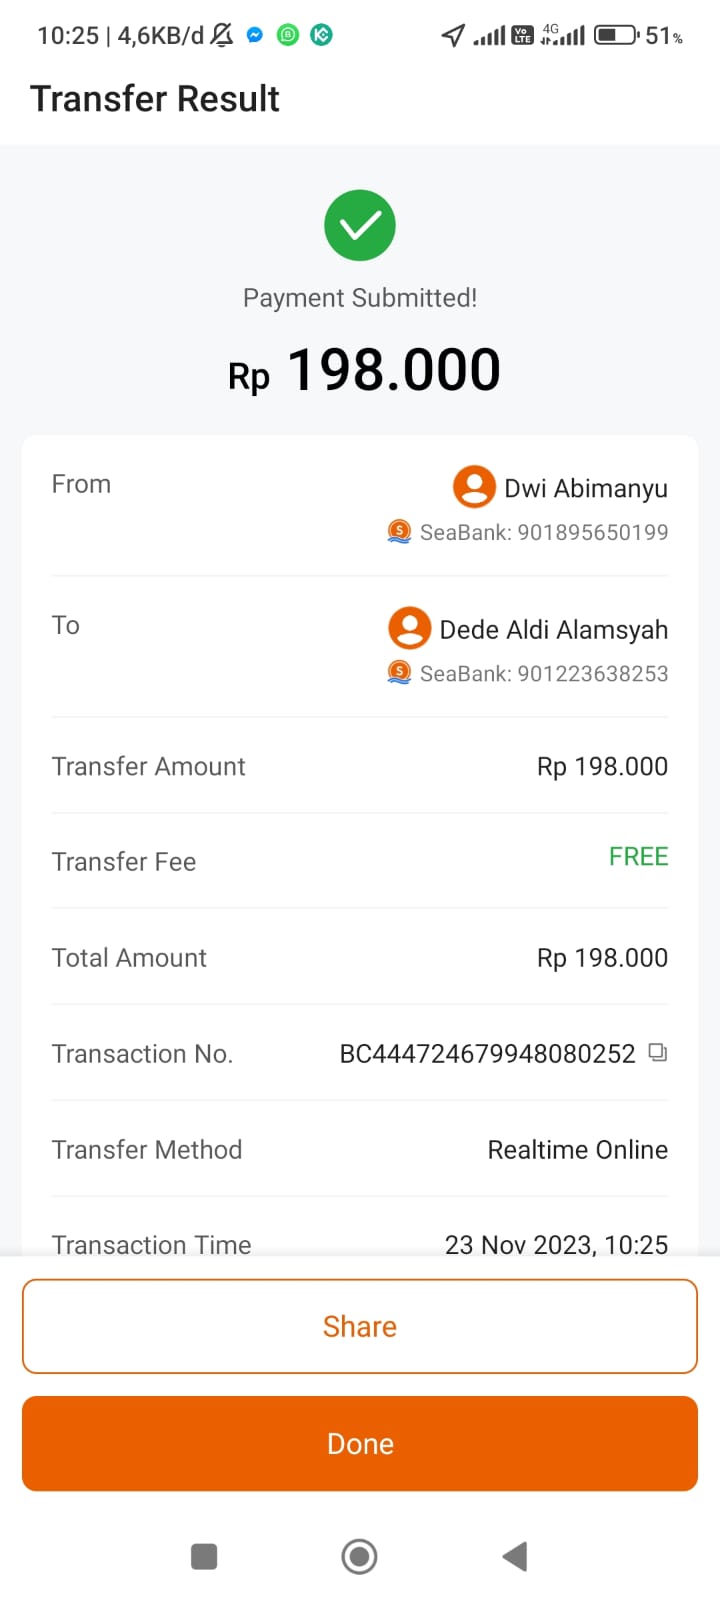 10:25 | 4,6KB/d 4G 51%
Transfer Result
Payment Submitted!
Rp 198.000
From Dwi Abimanyu
SeaBank: 901895650199
To Dede Aldi Alamsyah
SeaBank: 901223638253
Transfer Amount Rp 198.000
Transfer Fee FREE
Total Amount Rp 198.000
Transaction No. BC444724679948080252
Transfer Method Realtime Online
Transaction Time 23 Nov 2023, 10:25
Share
Done